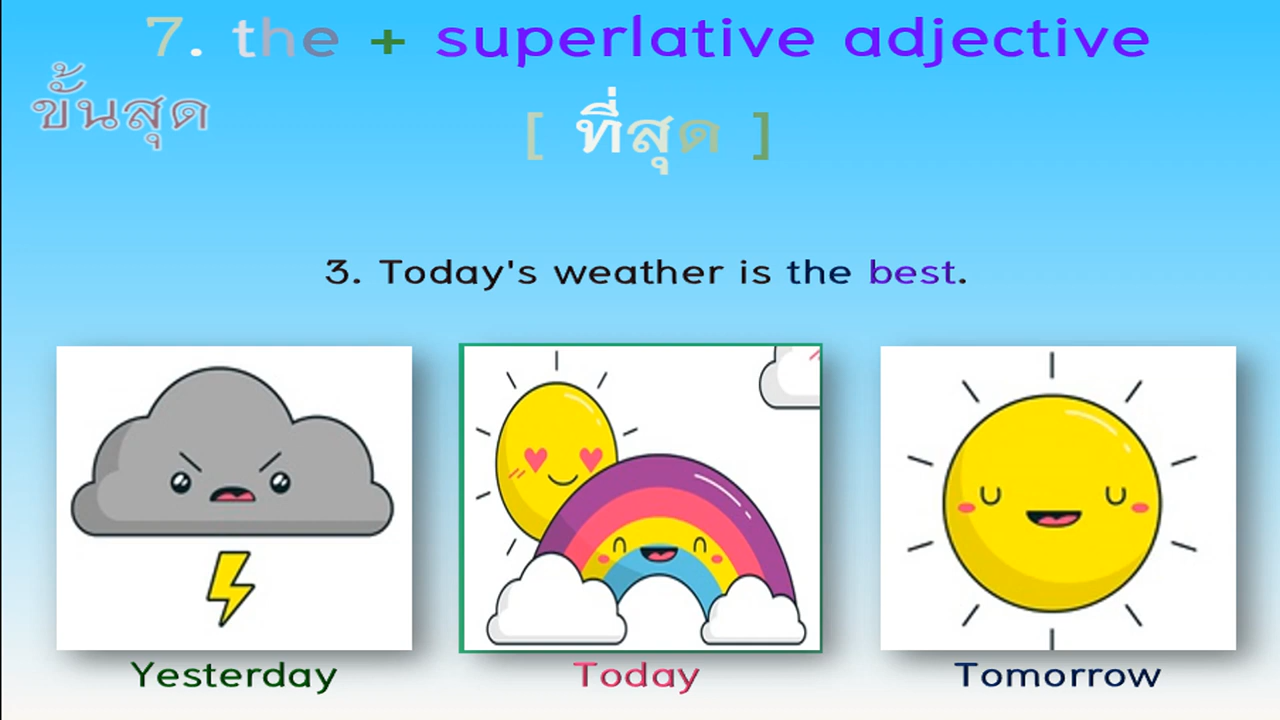 7. the + superlative adjective
ขั้นสุด
[ ที่สุด ]
3. Today's weather is the best.
Yesterday
Today
Tomorrow